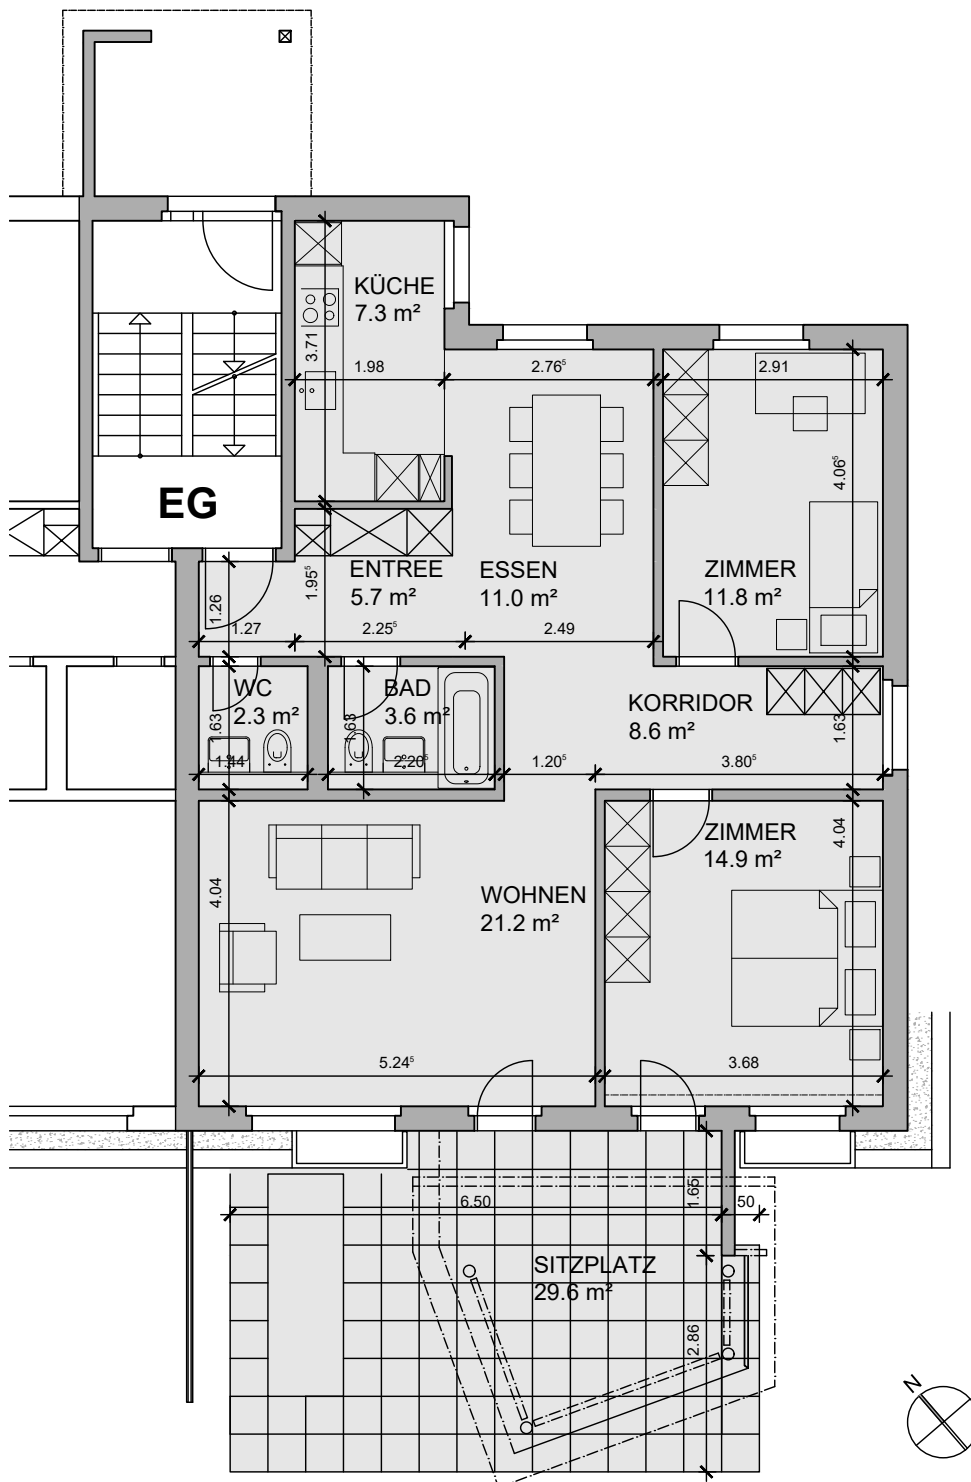 KÜCHE
7.3 m²
3.71
1.98
2.76⁵
2.91
4.06⁵
EG
ENTREE
5.7 m²
ESSEN
11.0 m²
ZIMMER
11.8 m²
1.26
1.95⁵
1.27
2.25⁵
2.49
WC
2.3 m²
BAD
3.6 m²
KORRIDOR
8.6 m²
1.63
1.63
1.63
1.44
2.20⁵
1.20⁵
3.80⁵
ZIMMER
14.9 m²
4.04
4.04
WOHNEN
21.2 m²
5.24⁵
3.68
1.65
6.50
50
SITZPLATZ
29.6 m²
2.86
N